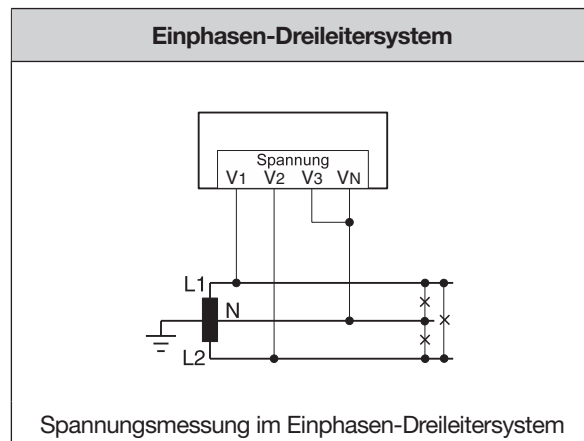 Einphasen-Dreileitersystem
Spannung
V1 V2 V3 VN
L1
N
L2
Spannungsmessung im Einphasen-Dreileitersystem